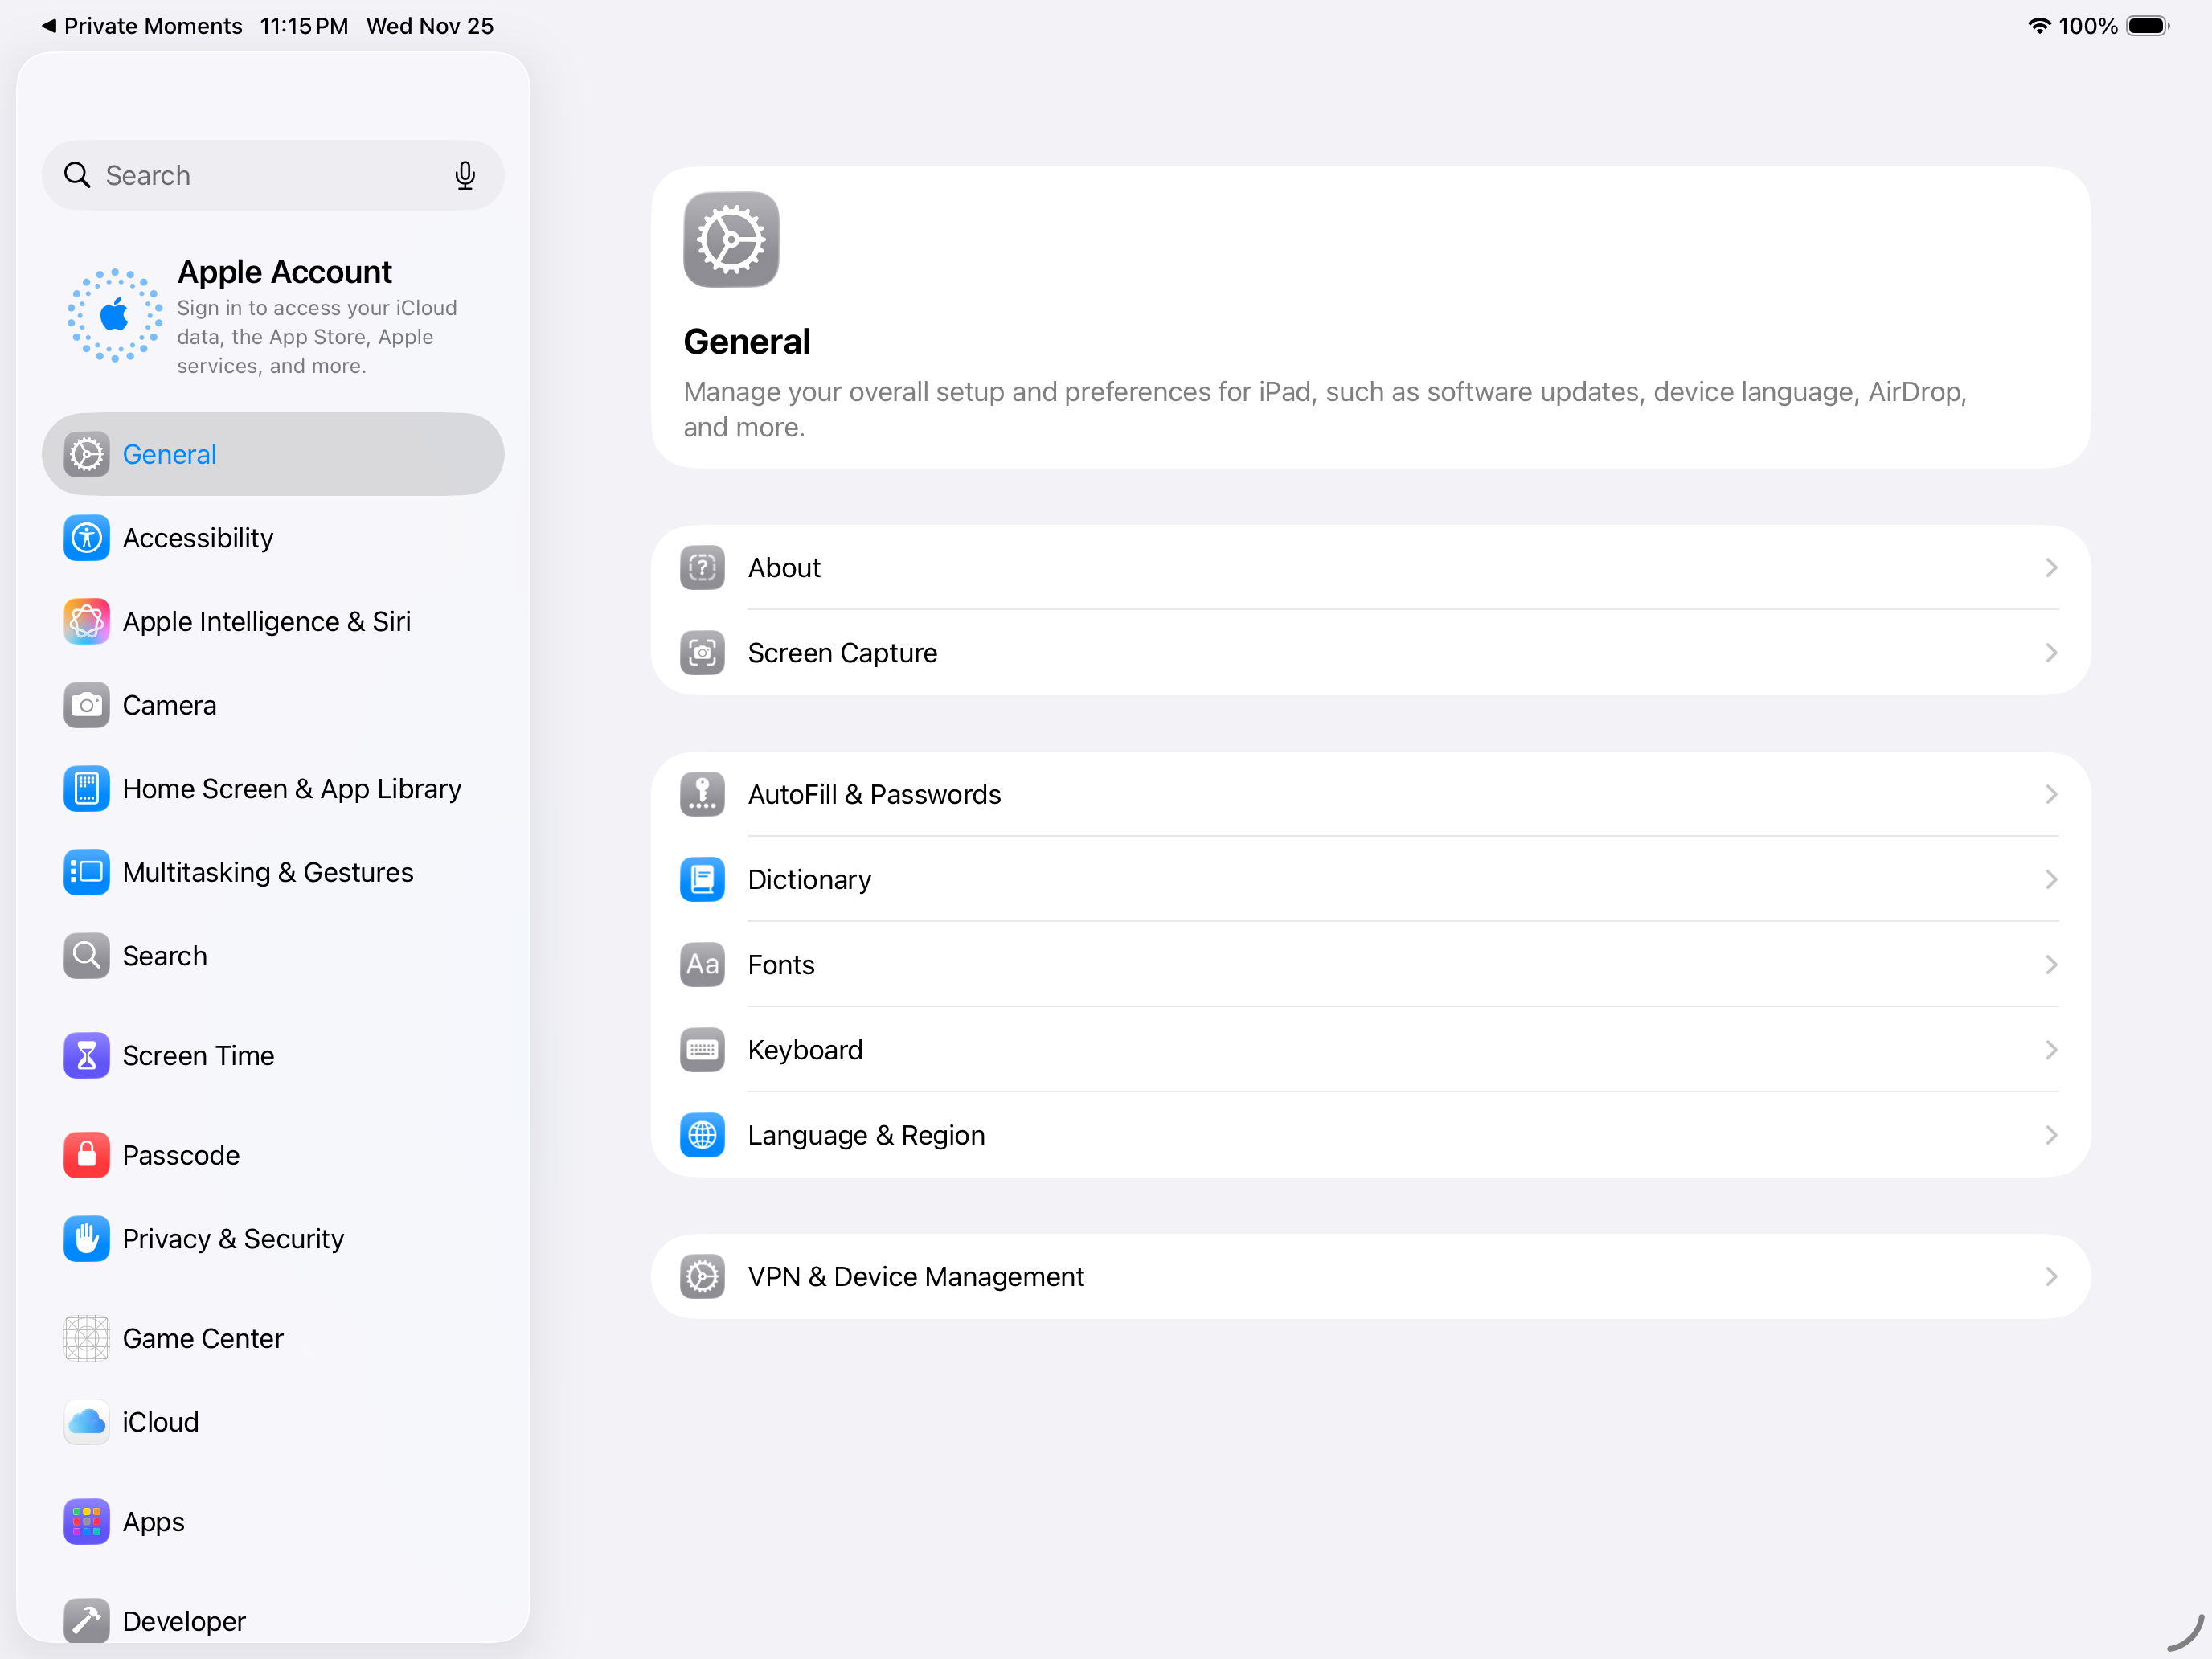 ◀ Private Moments 11:15 PM Wed Nov 25
100%
Search
Apple Account
Sign in to access your iCloud
data, the App Store, Apple
services, and more.
General
Accessibility
Apple Intelligence & Siri
Camera
Home Screen & App Library
Multitasking & Gestures
Search
Screen Time
Passcode
Privacy & Security
Game Center
iCloud
Apps
Developer
General
Manage your overall setup and preferences for iPad, such as software updates, device language, AirDrop,
and more.
About
Screen Capture
AutoFill & Passwords
Dictionary
Aa Fonts
Keyboard
Language & Region
VPN & Device Management